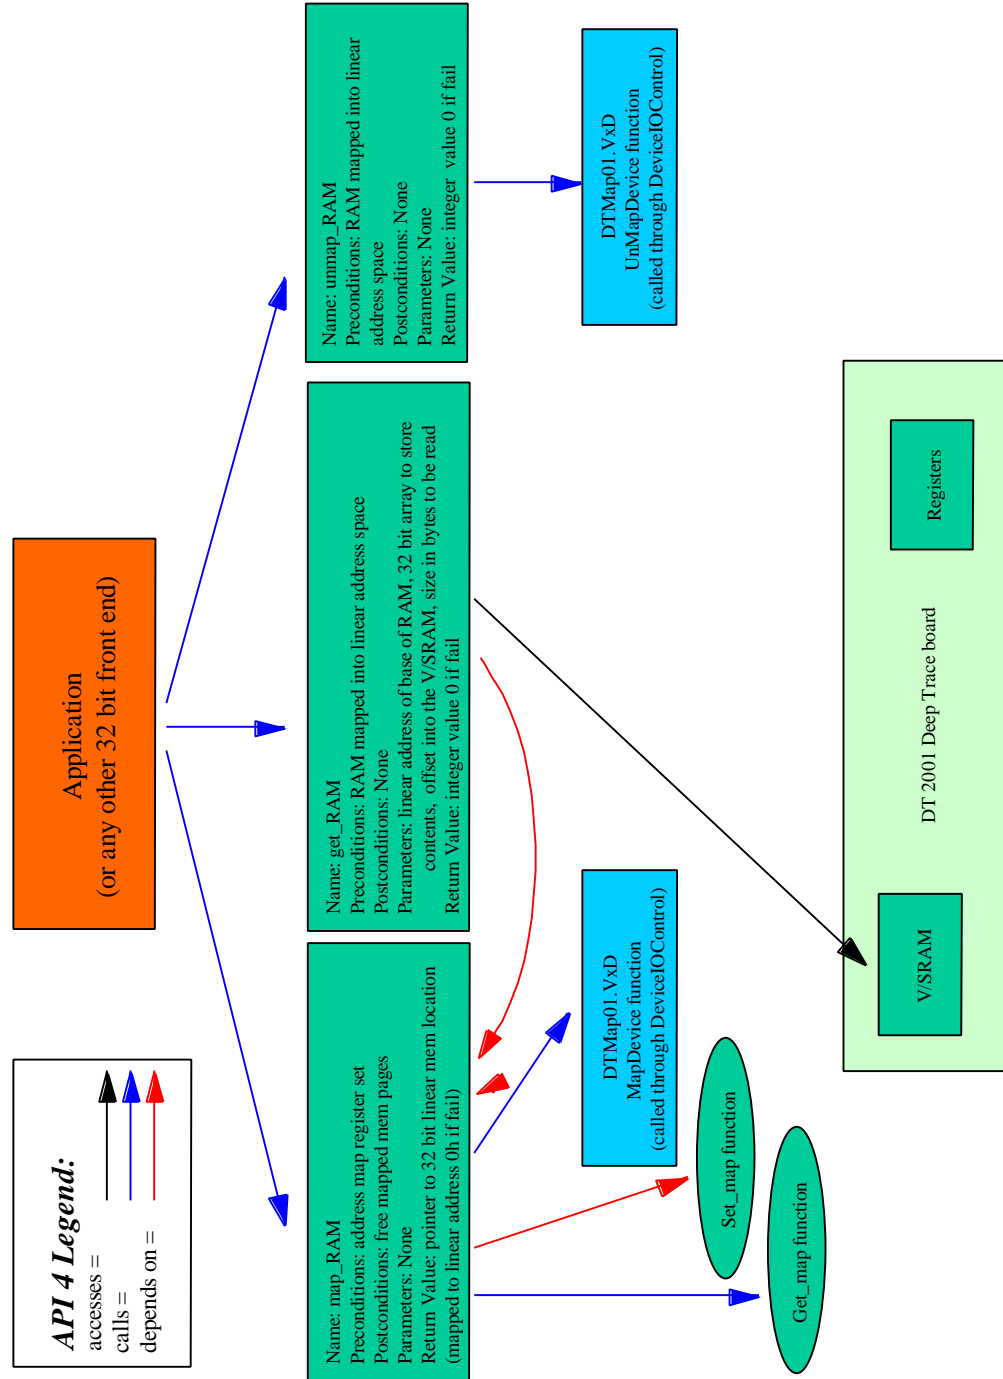 API 4 Legend:
accesses =
calls =
depends on =
Application
(or any other 32 bit front end)
Name: map_RAM
Preconditions: address map register set
Postconditions: free mapped mem pages
Parameters: None
Return Value: pointer to 32 bit linear mem location
(mapped to linear address 0h if fail)
Name: get_RAM
Preconditions: RAM mapped into linear address space
Postconditions: None
Parameters: linear address of base of RAM, 32 bit array to store
contents, offset into the V/SRAM, size in bytes to be read
Return Value: integer value 0 if fail
Name: unmap_RAM
Preconditions: RAM mapped into linear
address space
Postconditions: None
Parameters: None
Return Value: integer value 0 if fail
DTMap01.VxD
MapDevice function
(called through DeviceIOControl)
DTMap01.VxD
UnMapDevice function
(called through DeviceIOControl)
Set_map function
Get_map function
V/SRAM
DT 2001 Deep Trace board
Registers